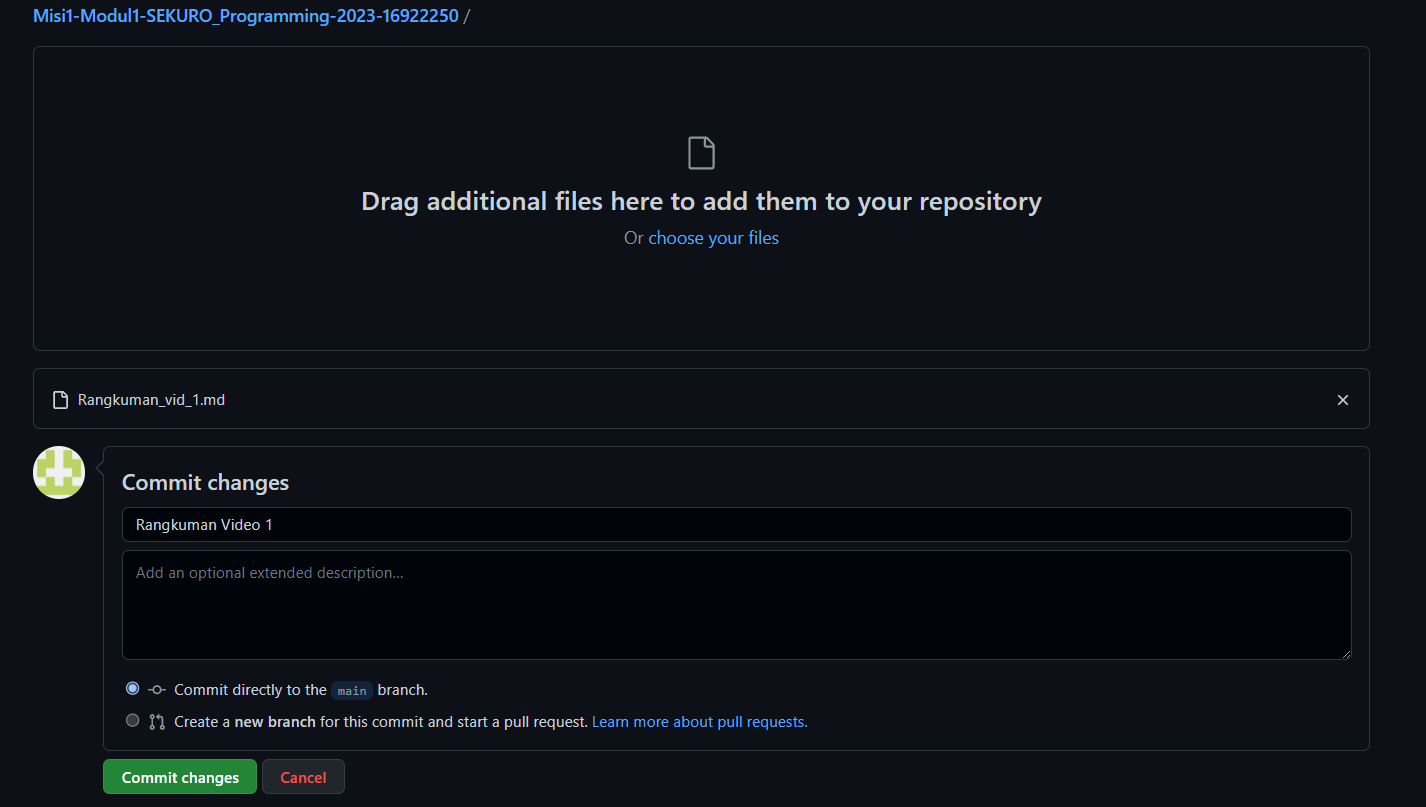 Misi1-Modul1-SEKURO_Programming-2023-16922250 /
Drag additional files here to add them to your repository
Or choose your files
Rangkuman_vid_1.md
Commit changes
Rangkuman Video 1
Add an optional extended description...
Commit directly to the main branch.
Create a new branch for this commit and start a pull request. Learn more about pull requests.
Commit changes Cancel